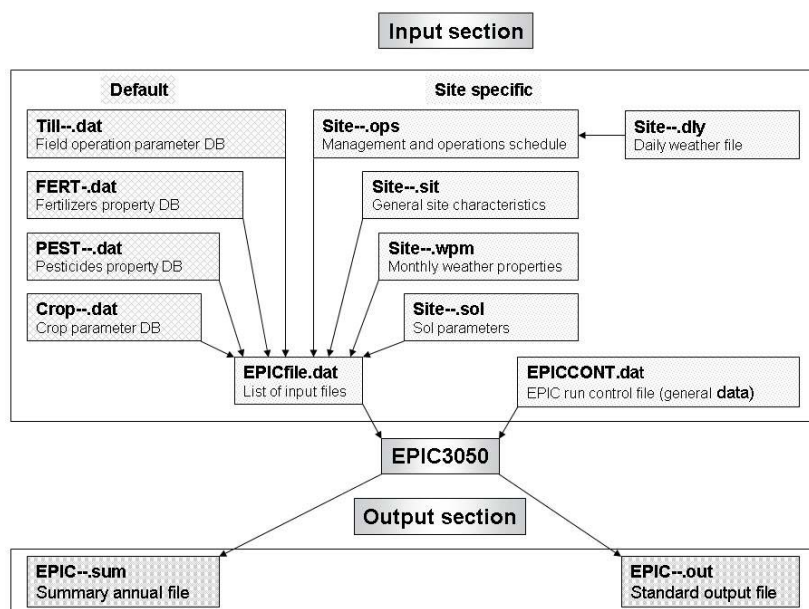 Input section
Default
Site specific
Till--.dat
Field operation parameter DB
Site--.ops
Management and operations schedule
Site--.dly
Daily weather file
FERT-.dat
Fertilizers property DB
Site--.sit
General site characteristics
PEST--.dat
Pesticides property DB
Site--.wpm
Monthly weather properties
Crop--.dat
Crop parameter DB
Site--.sol
Sol parameters
EPICfile.dat
List of input files
EPICCONT.dat
EPIC run control file (general data)
EPIC3050
Output section
EPIC--.sum
Summary annual file
EPIC--.out
Standard output file